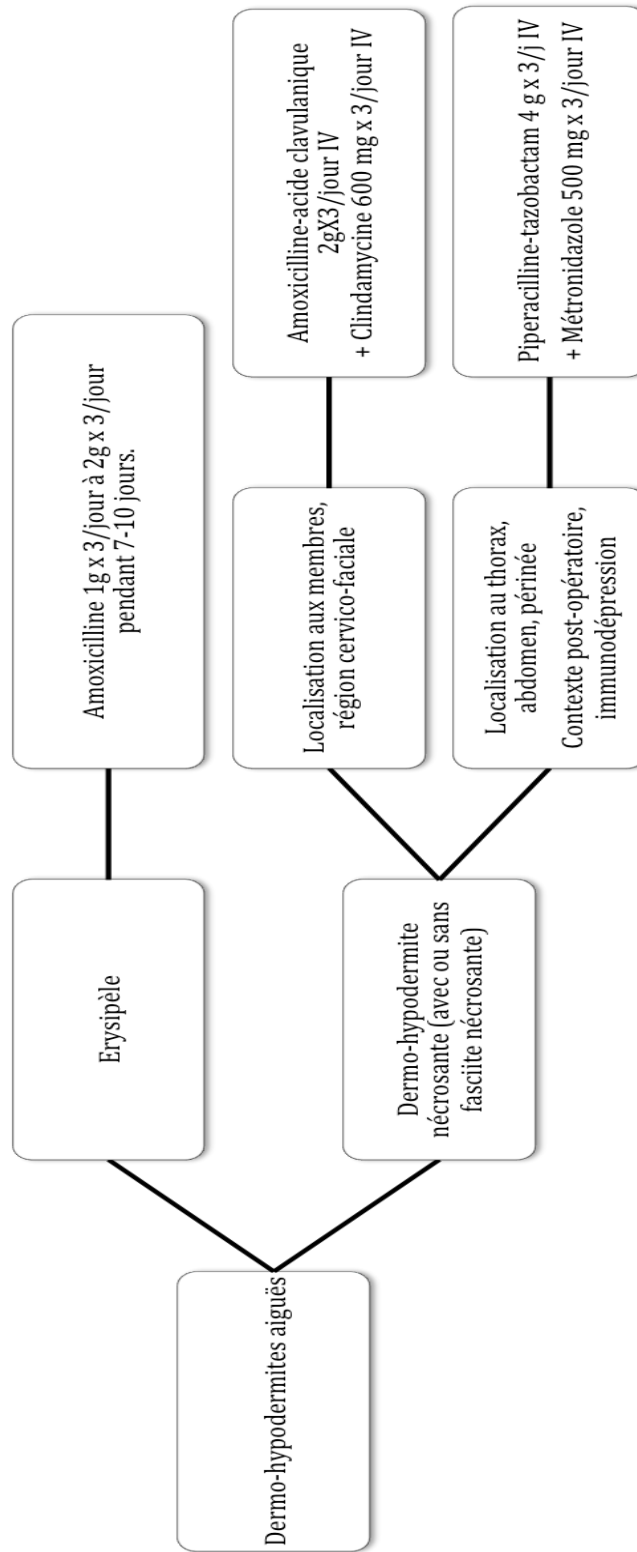 Dermo-hypodermites aiguës
Erysipèle
Amoxicilline 1g x 3/jour à 2g x 3/jour
pendant 7-10 jours.
Dermo-hypodermite
nécrosante (avec ou sans
fasciite nécrosante)
Localisation aux membres,
région cervico-faciale
Amoxicilline-acide clavulanique
2gX3/jour IV
+ Clindamycine 600 mg x 3/jour IV
Localisation au thorax,
abdomen, périnée
Contexte post-opératoire,
immunodépression
Piperacilline-tazobactam 4 g x 3/j IV
+ Métronidazole 500 mg x 3/jour IV